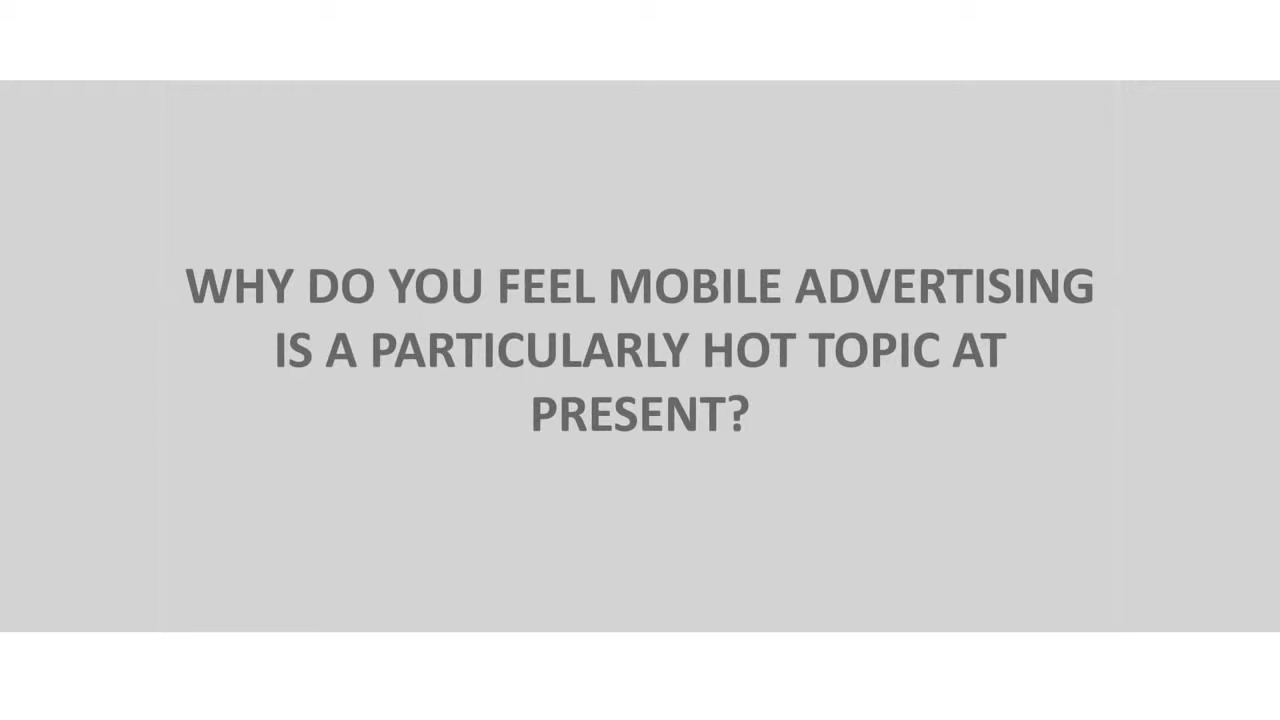 WHY DO YOU FEEL MOBILE ADVERTISING
IS A PARTICULARLY HOT TOPIC AT
PRESENT?